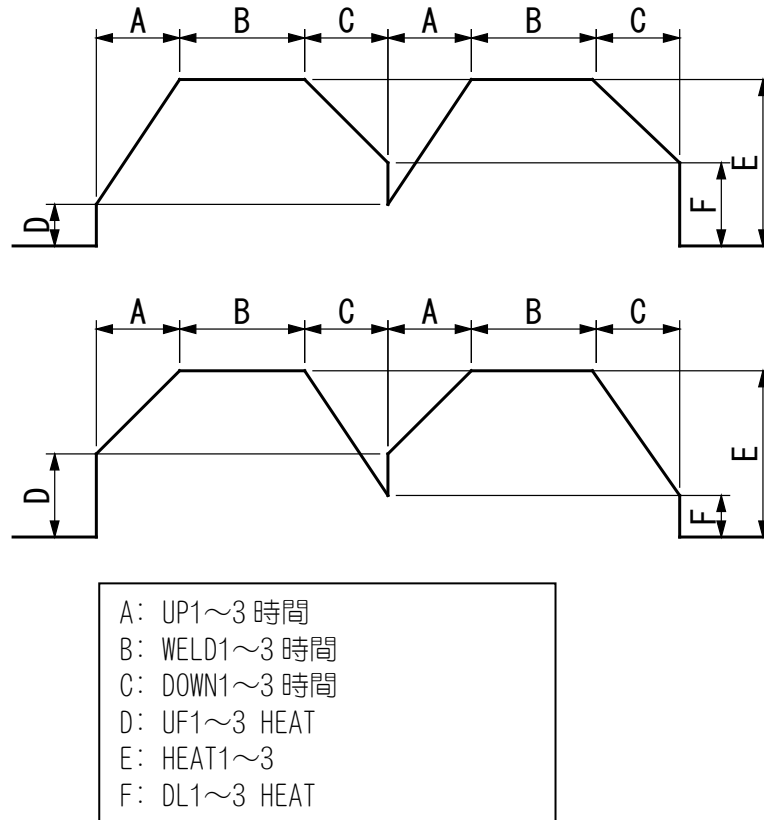 A B C A B C
D
F
E
A B C A B C
D
F
E
A: UP1～3 時間
B: WELD1～3 時間
C: DOWN1～3 時間
D: UF1～3 HEAT
E: HEAT1～3
F: DL1～3 HEAT